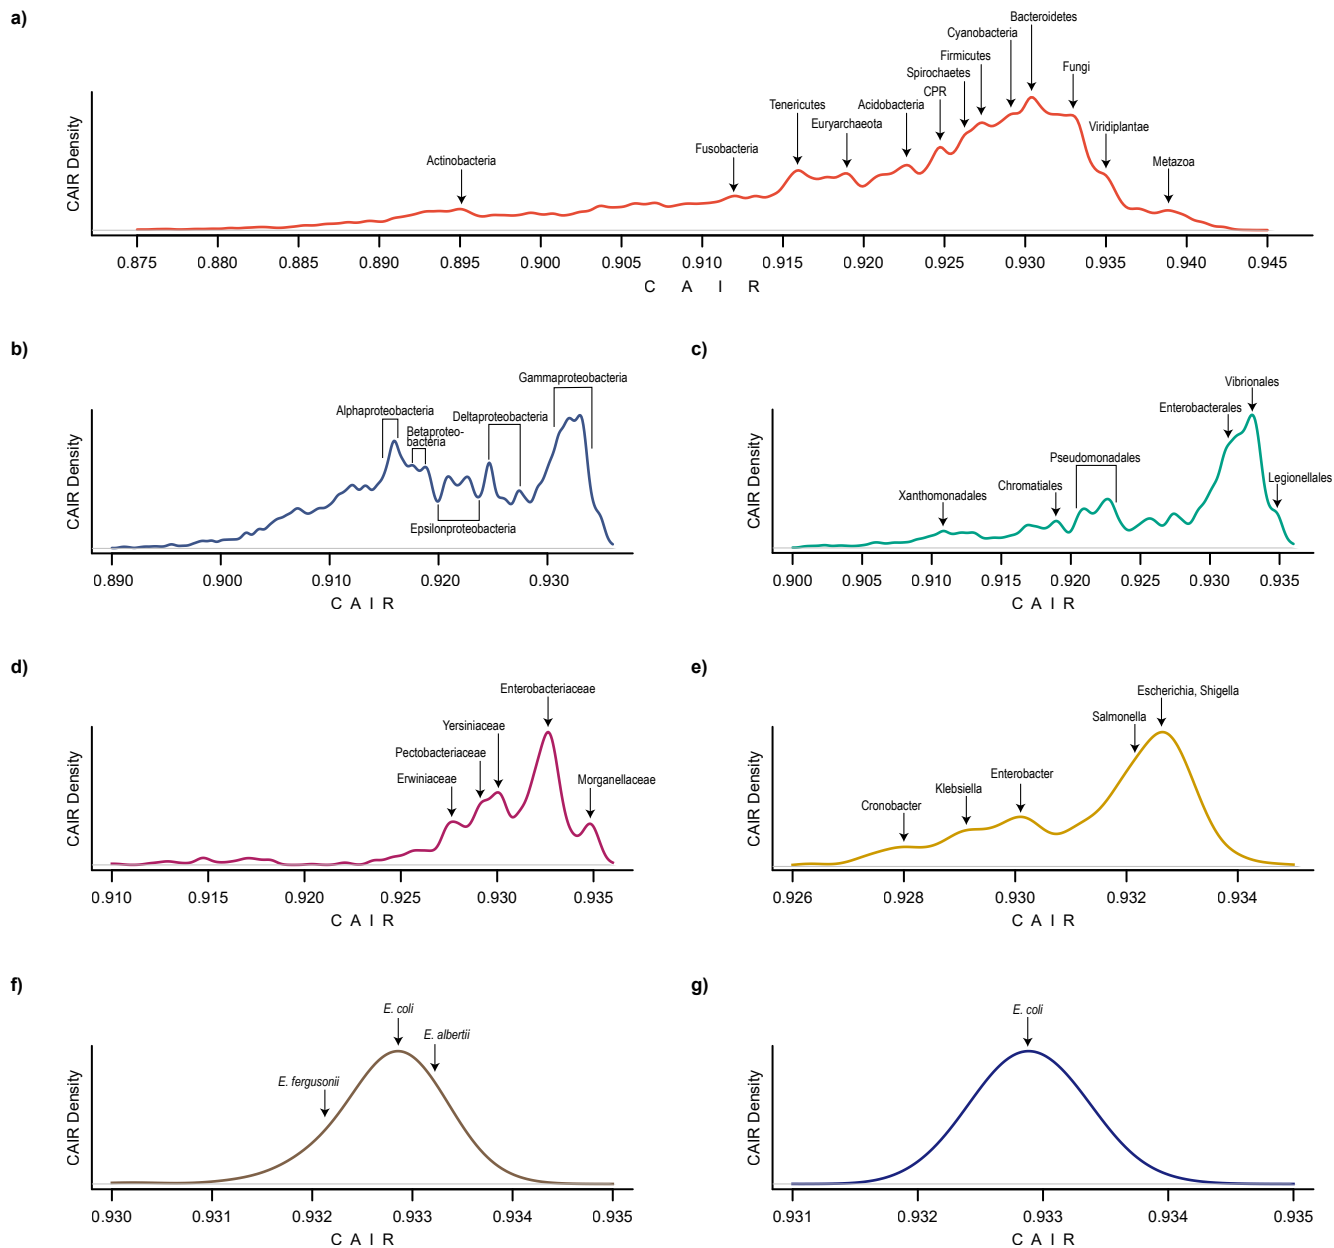 a)
Bacteroidetes
Cyanobacteria
Firmicutes
Fungi
Spirochaetes
CPR
Tenericutes
Acidobacteria
Euryarchaeota
Viridiplantae
Fusobacteria
Actinobacteria
Metazoa
CAIR Density
0.875 0.880 0.885 0.890 0.895 0.900 0.905 0.910 0.915 0.920 0.925 0.930 0.935 0.940 0.945
C A I R
b)
Gammaproteobacteria
Alphaproteobacteria
Deltaproteobacteria
Betaproteo-
bacteria
Epsilonproteobacteria
CAIR Density
0.890 0.900 0.910 0.920 0.930
C A I R
c)
Vibrionales
Enterobacterales
Pseudomonadales
Legionellales
Chromatiales
Xanthomonadales
CAIR Density
0.900 0.905 0.910 0.915 0.920 0.925 0.930 0.935
C A I R
d)
Enterobacteriaceae
Yersiniaceae
Pectobacteriaceae
Erwiniaceae
Morganellaceae
CAIR Density
0.910 0.915 0.920 0.925 0.930 0.935
C A I R
e)
Escherichia, Shigella
Salmonella
Enterobacter
Klebsiella
Cronobacter
CAIR Density
0.926 0.928 0.930 0.932 0.934
C A I R
f)
E. coli
E. albertii
E. fergusonii
CAIR Density
0.930 0.931 0.932 0.933 0.934 0.935
C A I R
g)
E. coli
CAIR Density
0.931 0.932 0.933 0.934 0.935
C A I R